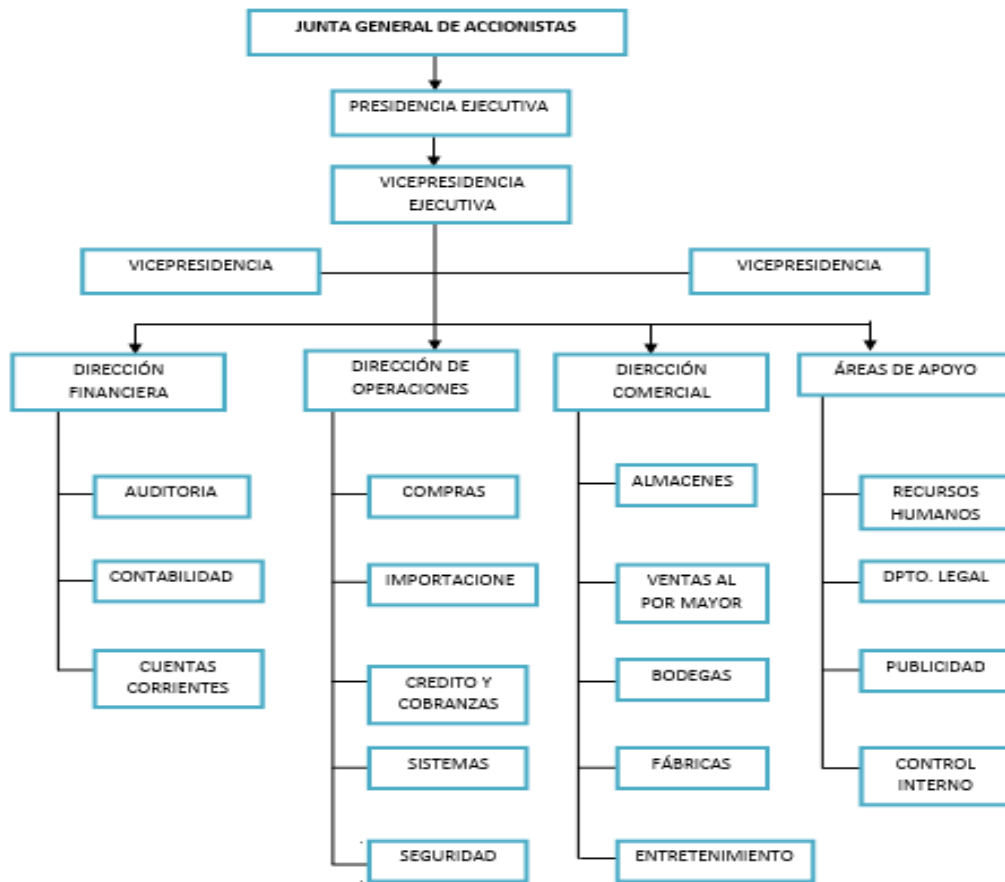 JUNTA GENERAL DE ACCIONISTAS
PRESIDENCIA EJECUTIVA
VICEPRESIDENCIA
EJECUTIVA
VICEPRESIDENCIA
VICEPRESIDENCIA
DIRECCIÓN
FINANCIERA
AUDITORIA
CONTABILIDAD
CUENTAS
CORRIENTES
DIRECCIÓN DE
OPERACIONES
COMPRAS
IMPORTACIONE
CREDITO Y
COBRANZAS
SISTEMAS
SEGURIDAD
DIERCCIÓN
COMERCIAL
ALMACENES
VENTAS AL
POR MAYOR
BODEGAS
FÁBRICAS
ENTRETENIMIENTO
ÁREAS DE APOYO
RECURSOS
HUMANOS
DPTO. LEGAL
PUBLICIDAD
CONTROL
INTERNO